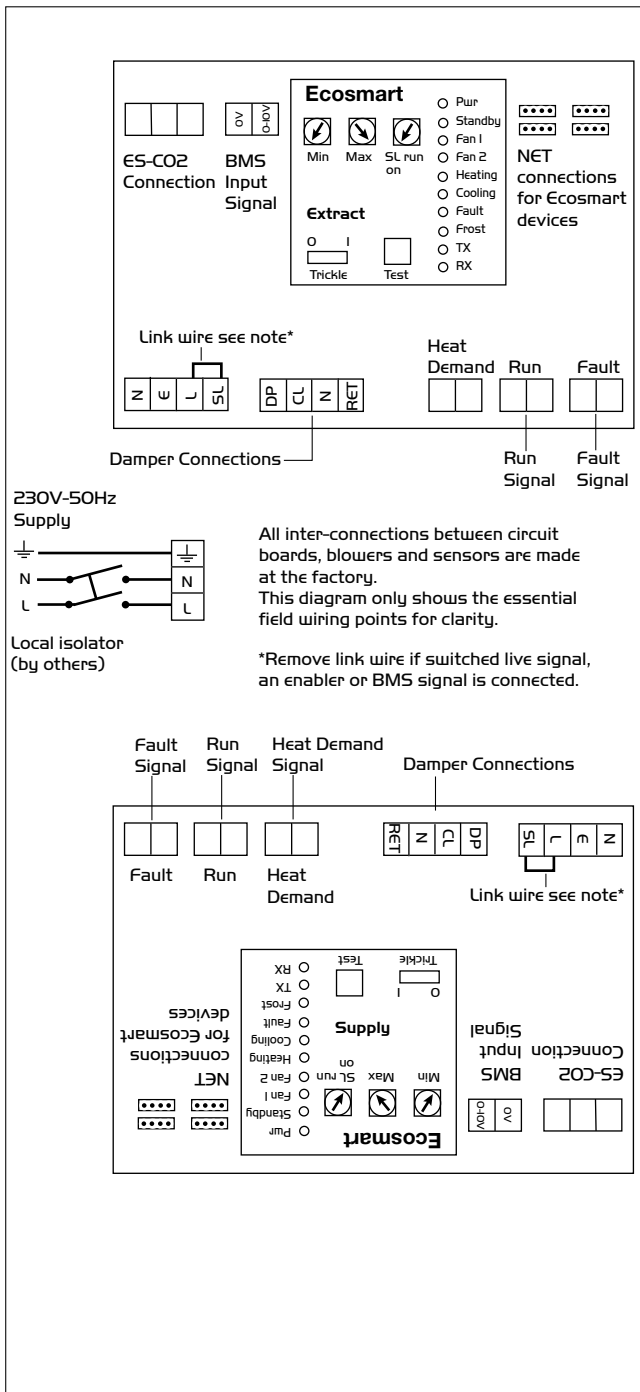 Ecosmart
Min
Max
SL run
on
Extract
O I
Trickle
Test
Pwr
Standby
Fan 1
Fan 2
Heating
Cooling
Fault
Frost
TX
RX
ES-CO2
Connection
BMS
Input
Signal
0V
0-10V
NET
connections
for Ecosmart
devices
Link wire see note*
N E L SL
DP CL N RET
Heat
Demand
Run
Fault
Damper Connections
Run
Signal
Fault
Signal
230V-50Hz
Supply
N
L
N
L
Local isolator
(by others)
All inter-connections between circuit
boards, blowers and sensors are made
at the factory.
This diagram only shows the essential
field wiring points for clarity.
*Remove link wire if switched live signal,
an enabler or BMS signal is connected.
Fault
Signal
Run
Signal
Heat Demand
Signal
Damper Connections
Fault
Run
Heat
Demand
RET N CL DP
SL L E N
Link wire see note*
Ecosmart
Min
Max
SL run
on
Supply
O I
Trickle
Test
Pwr
Standby
Fan 1
Fan 2
Heating
Cooling
Fault
Frost
TX
RX
ES-CO2
Connection
BMS
Input
Signal
0V
0-10V
NET
connections
for Ecosmart
devices